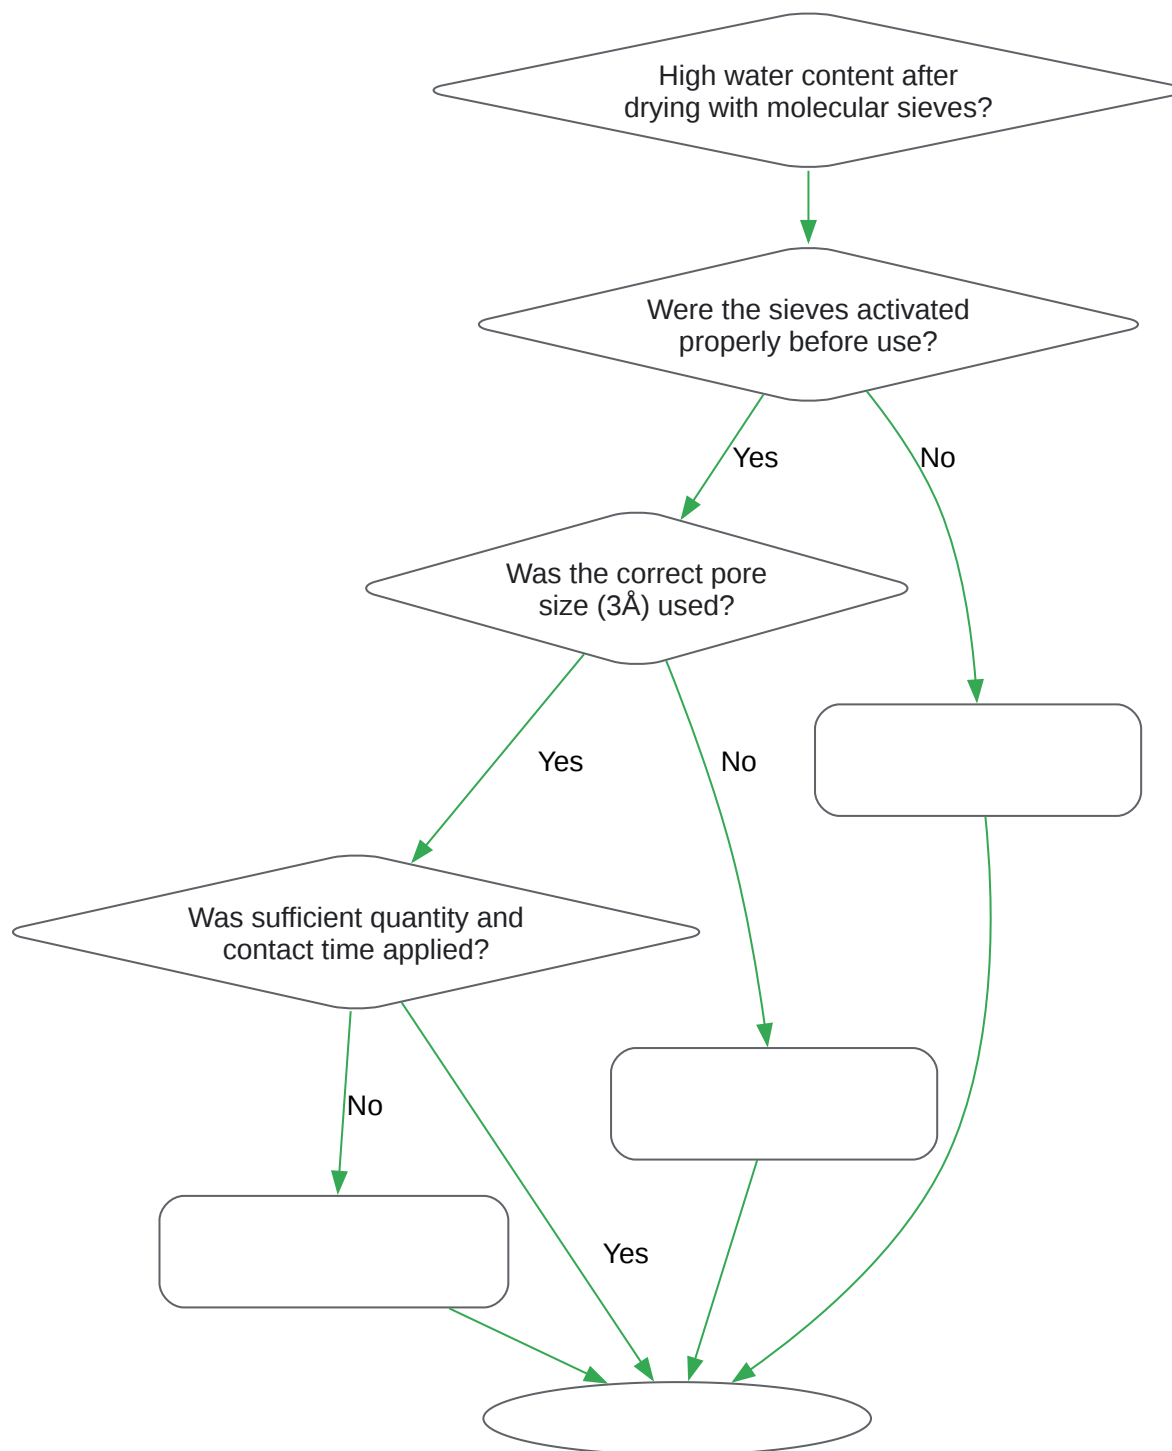 High water content after
drying with molecular sieves?
Were the sieves activated
properly before use?
Yes
No
Was the correct pore
size (3Å) used?
Yes
No
Was sufficient quantity and
contact time applied?
No
Yes